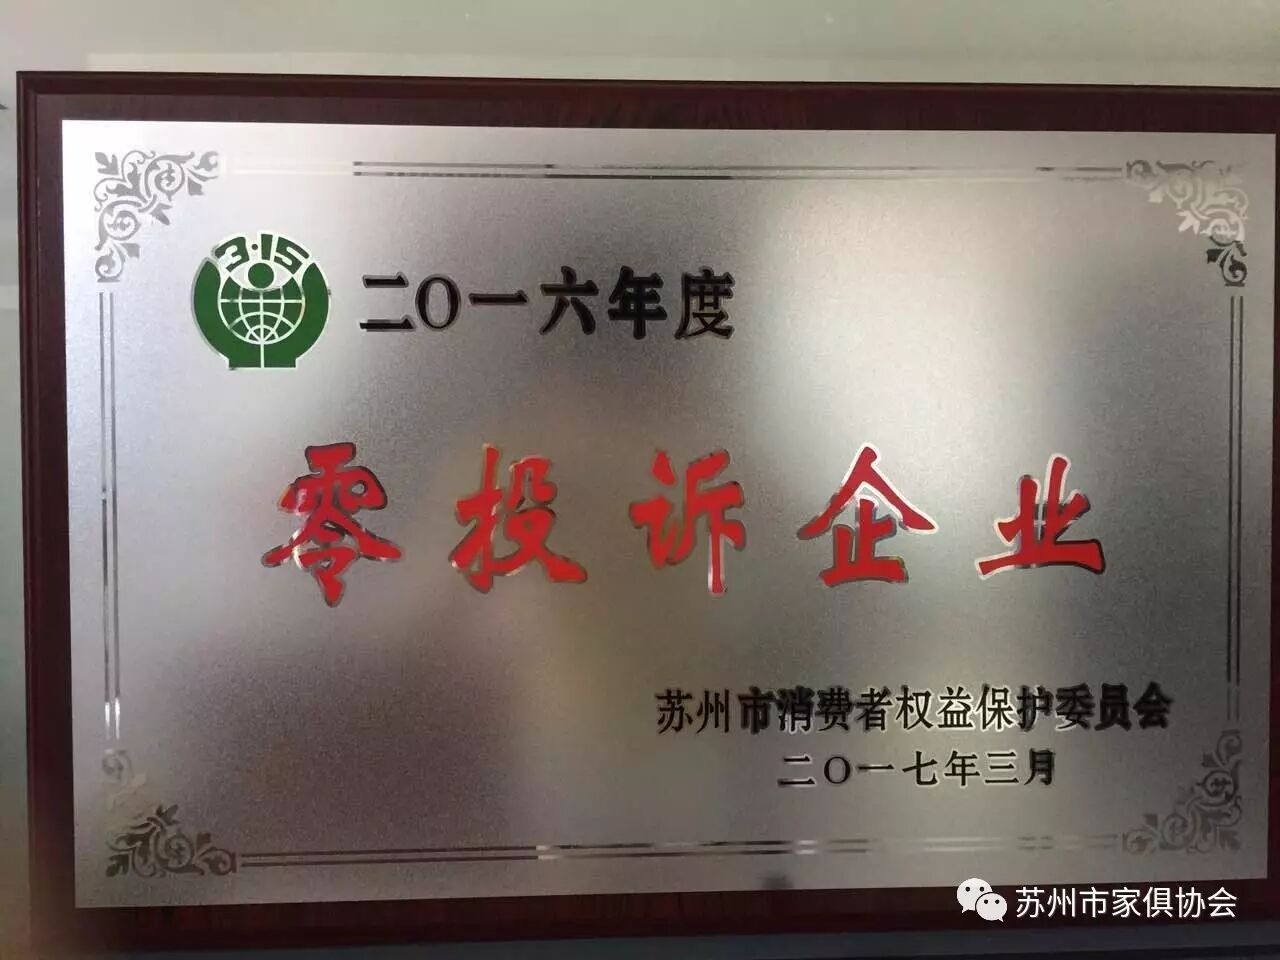 3·15
二〇一六年度
零投诉企业
苏州市消费者权益保护委员会
二〇一七年三月
苏州市家俱协会